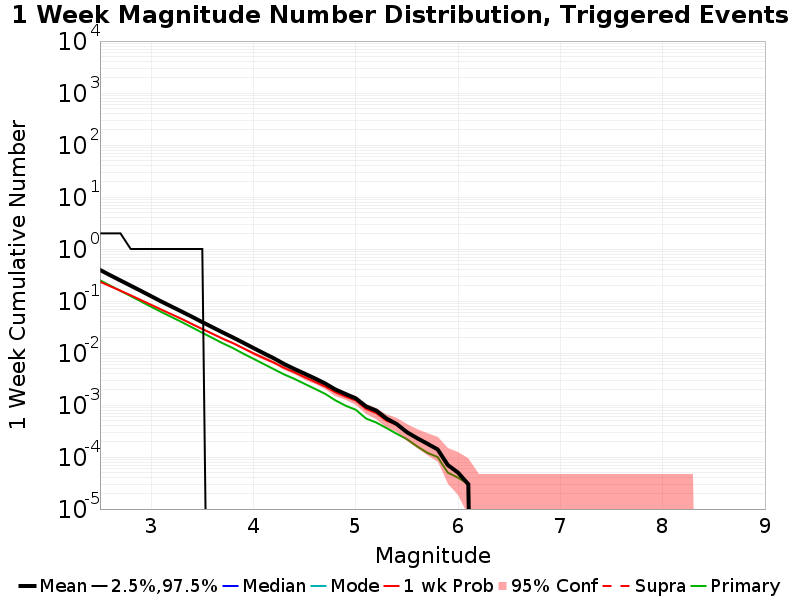 1 Week Magnitude Number Distribution, Triggered Events
1 Week Cumulative Number
10^4
10^3
10^2
10^1
10^0
10^-1
10^-2
10^-3
10^-4
10^-5
3 4 5 6 7 8 9
Magnitude
Mean 2.5%,97.5% Median Mode 1 wk Prob 95% Conf Supra Primary